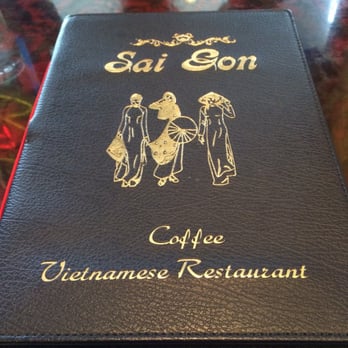 Sai Gon
Coffee
Vietnamese Restaurant